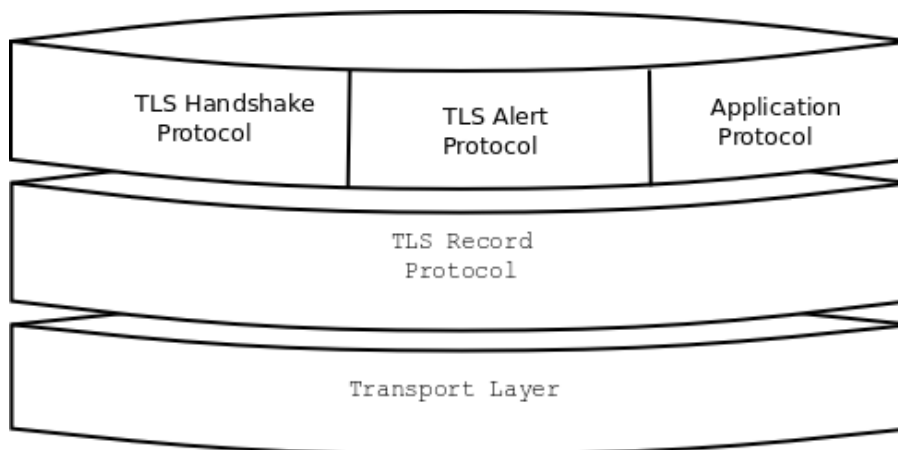 TLS Handshake
Protocol
TLS Alert
Protocol
Application
Protocol
TLS Record
Protocol
Transport Layer